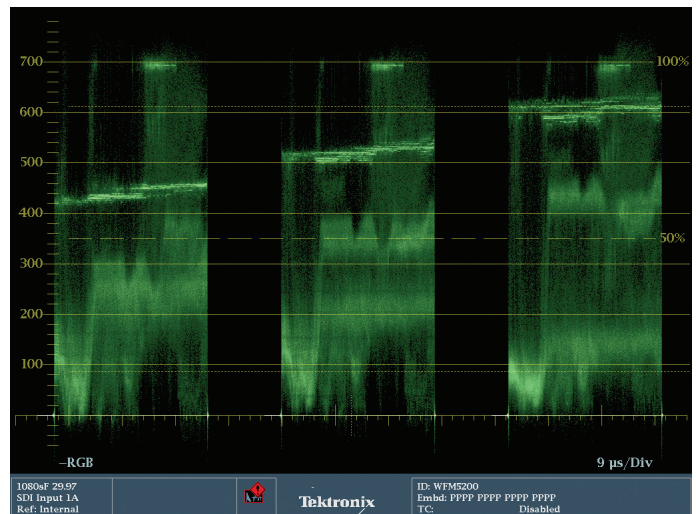 700
100%
600
500
400
50%
300
200
100
–RGB
9 µs/Div
1080sF 29.97
SDI Input 1A
Ref: Internal
Tektronix
ID: WFM5200
Embd: PPPP PPPP PPPP PPPP
TC: Disabled